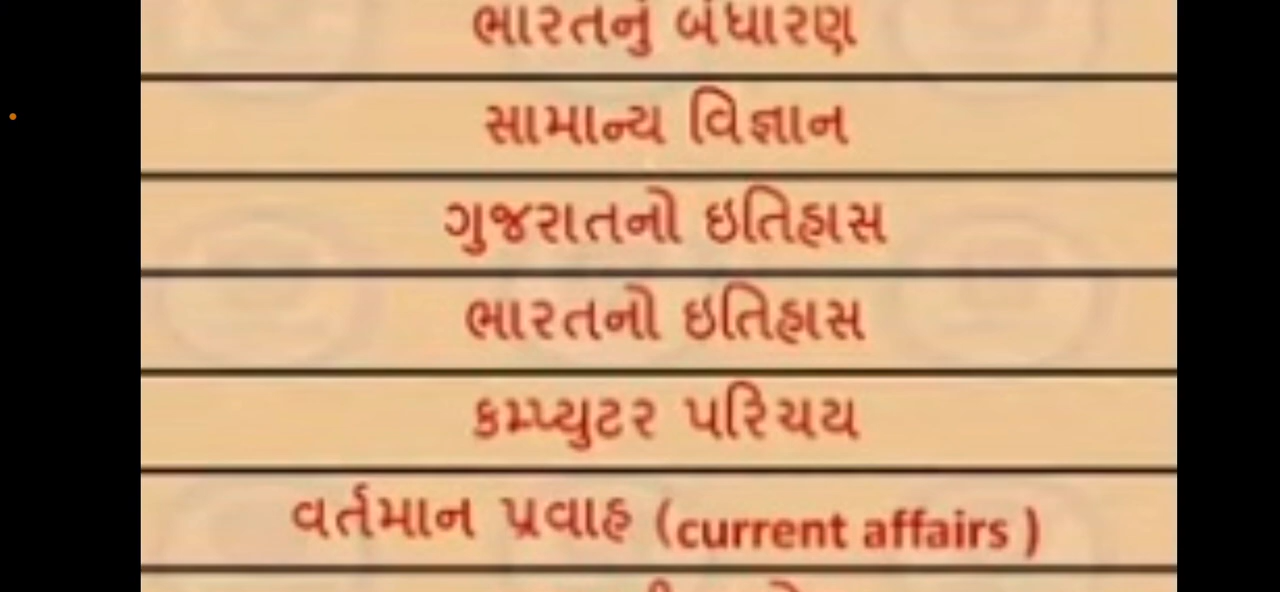 ભારતનું બંધારણ
સામાન્ય વિજ્ઞાન
ગુજરાતનો ઇતિહાસ
ભારતનો ઇતિહાસ
કમ્પ્યુટર પરિચય
વર્તમાન પ્રવાહ (current affairs )